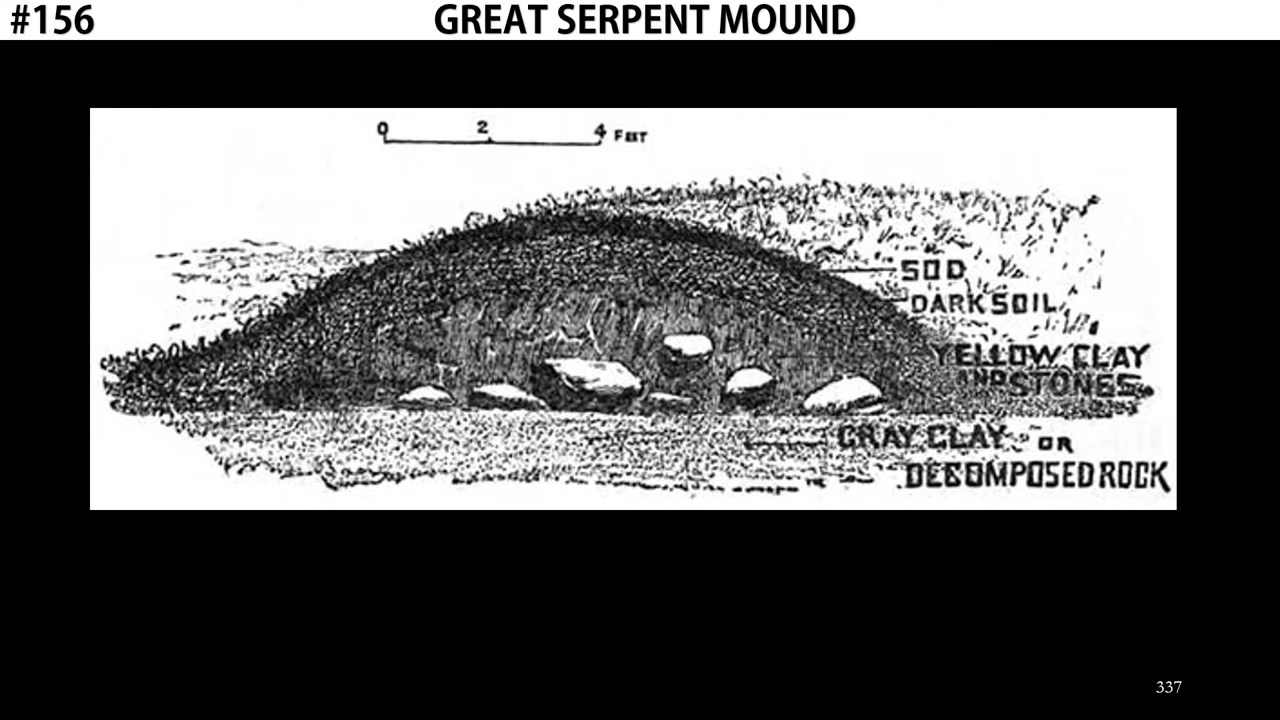 #156
GREAT SERPENT MOUND
0 2 4 FEET
SOD
DARK SOIL
YELLOW CLAY
AND STONES
GRAY CLAY OR
DECOMPOSED ROCK
337